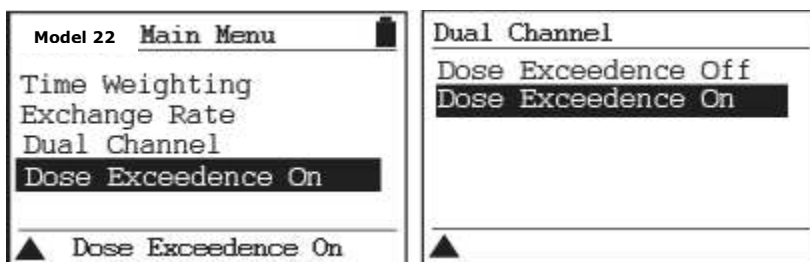 Model 22 Main Menu
Time Weighting
Exchange Rate
Dual Channel
Dose Exceedence On
Dose Exceedence On
Dual Channel
Dose Exceedence Off
Dose Exceedence On